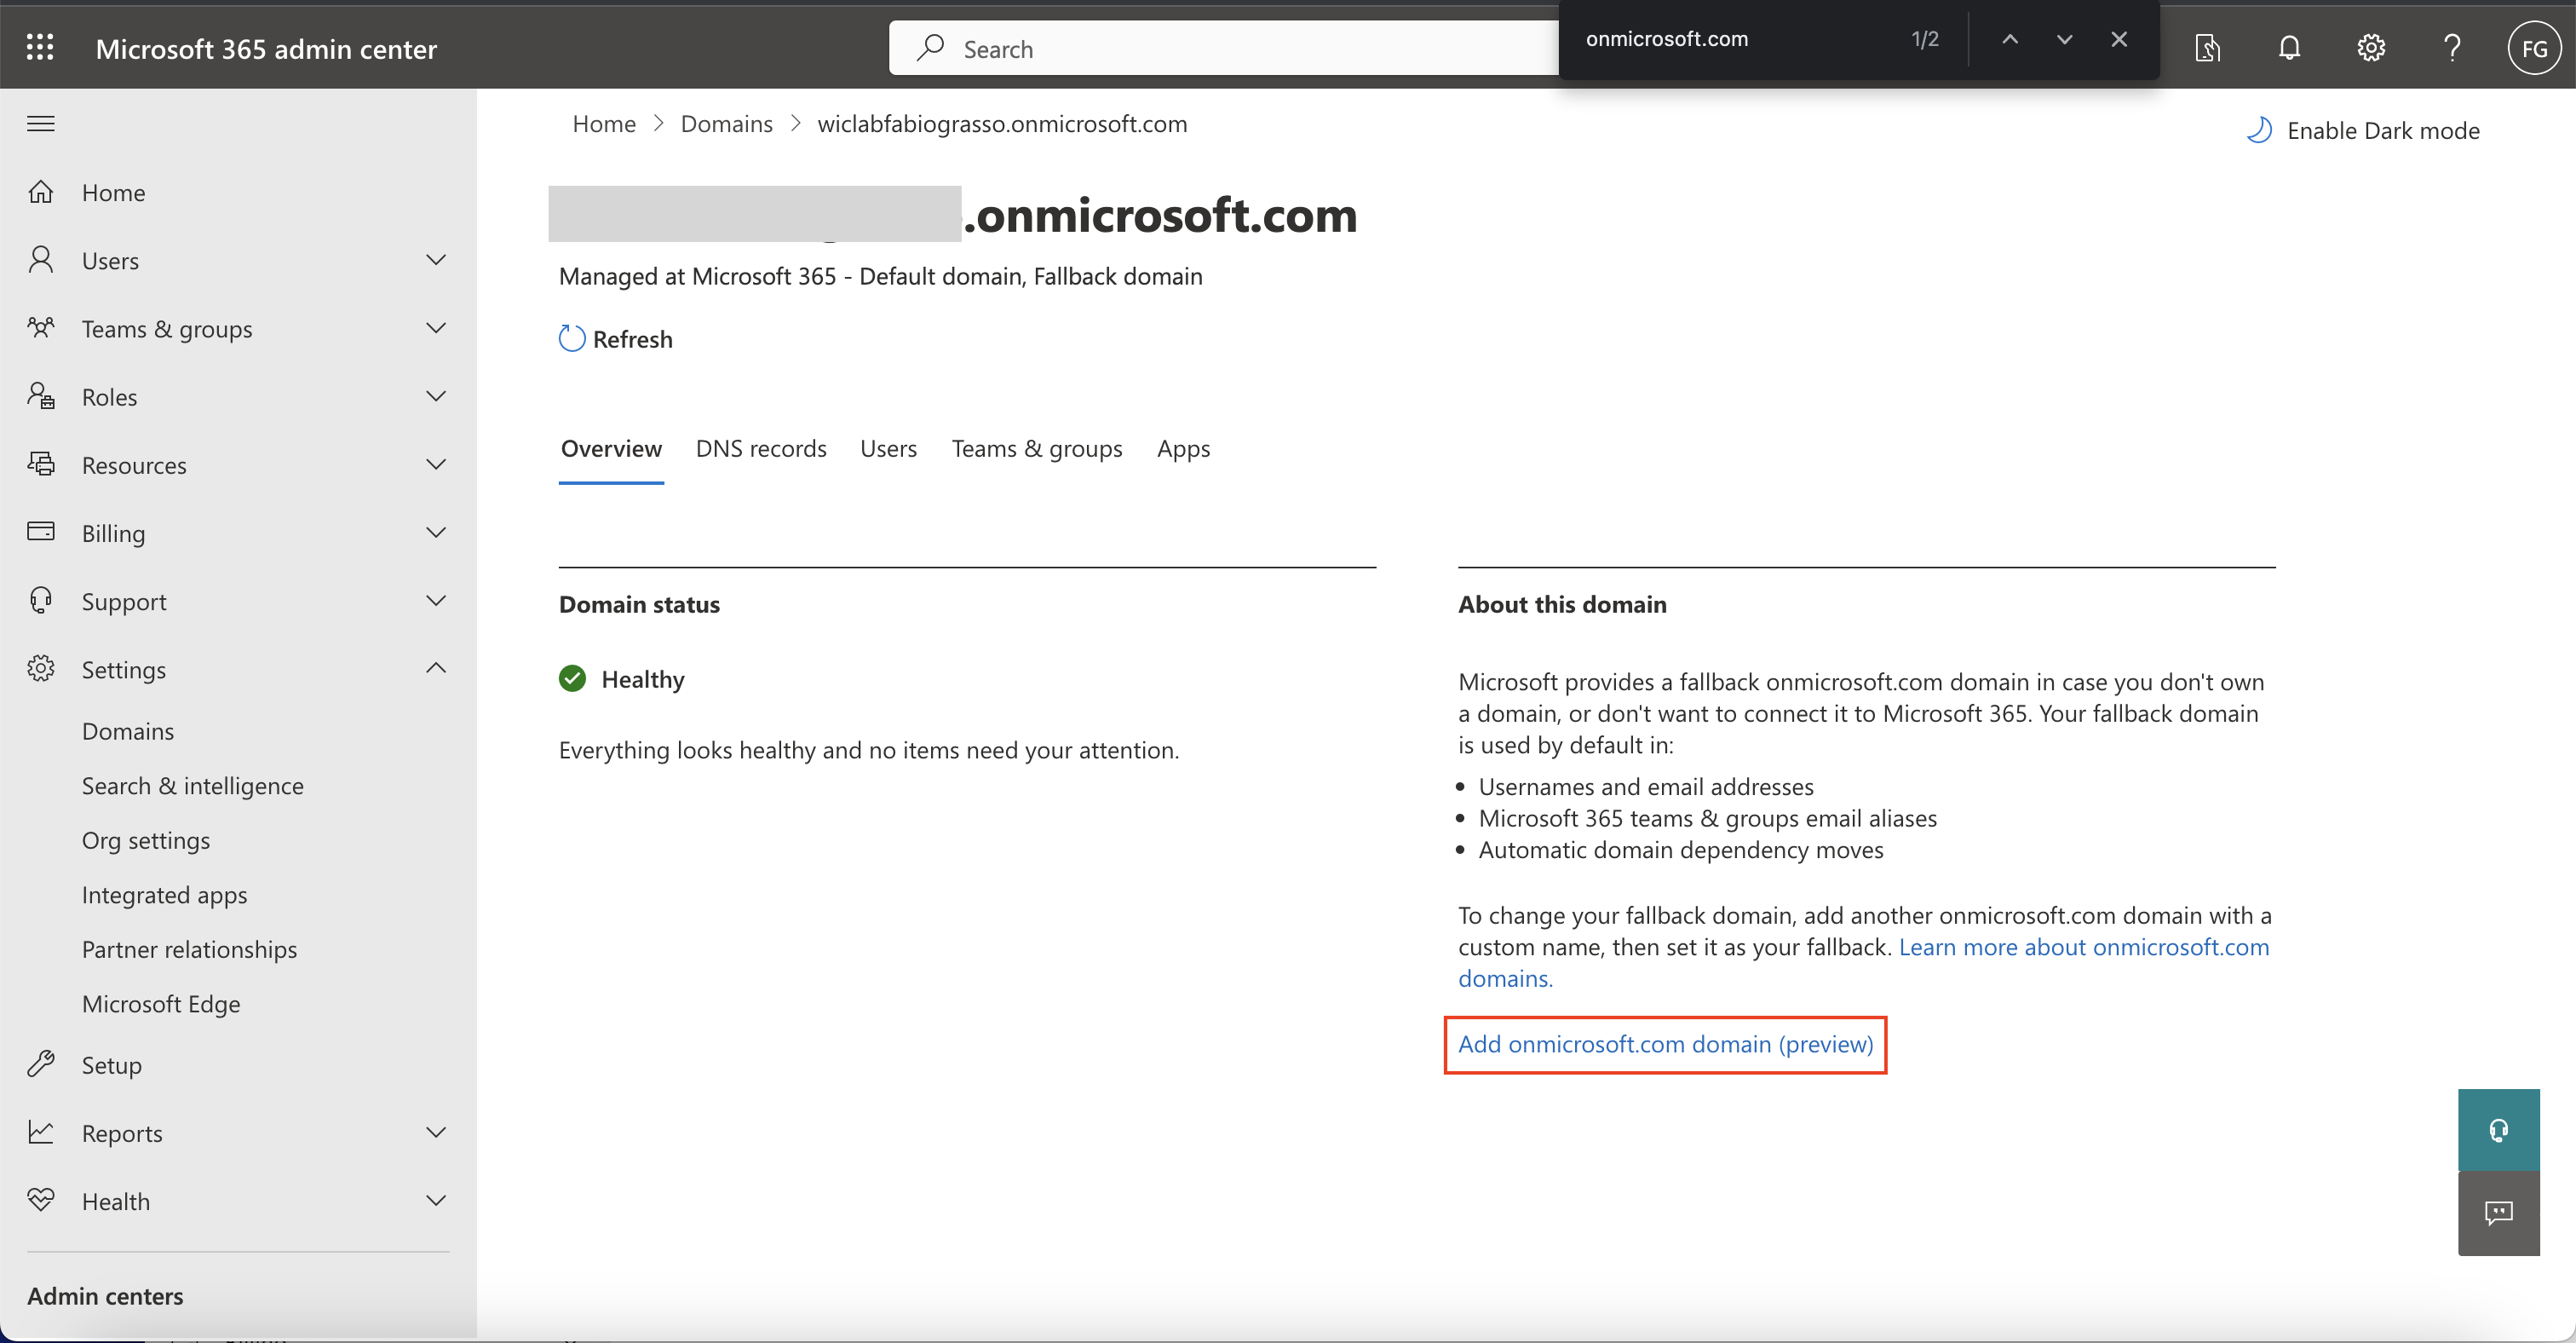 Microsoft 365 admin center
Search
onmicrosoft.com
1/2
FG
Home > Domains > wiclabfabiograsso.onmicrosoft.com
Enable Dark mode
.onmicrosoft.com
Managed at Microsoft 365 - Default domain, Fallback domain
Refresh
Overview
DNS records
Users
Teams & groups
Apps
Home
Users
Teams & groups
Roles
Resources
Billing
Support
Settings
Domains
Search & intelligence
Org settings
Integrated apps
Partner relationships
Microsoft Edge
Setup
Reports
Health
Admin centers
Domain status
Healthy
Everything looks healthy and no items need your attention.
About this domain
Microsoft provides a fallback onmicrosoft.com domain in case you don't own
a domain, or don't want to connect it to Microsoft 365. Your fallback domain
is used by default in:
• Usernames and email addresses
• Microsoft 365 teams & groups email aliases
• Automatic domain dependency moves
To change your fallback domain, add another onmicrosoft.com domain with a
custom name, then set it as your fallback. Learn more about onmicrosoft.com
domains.
Add onmicrosoft.com domain (preview)